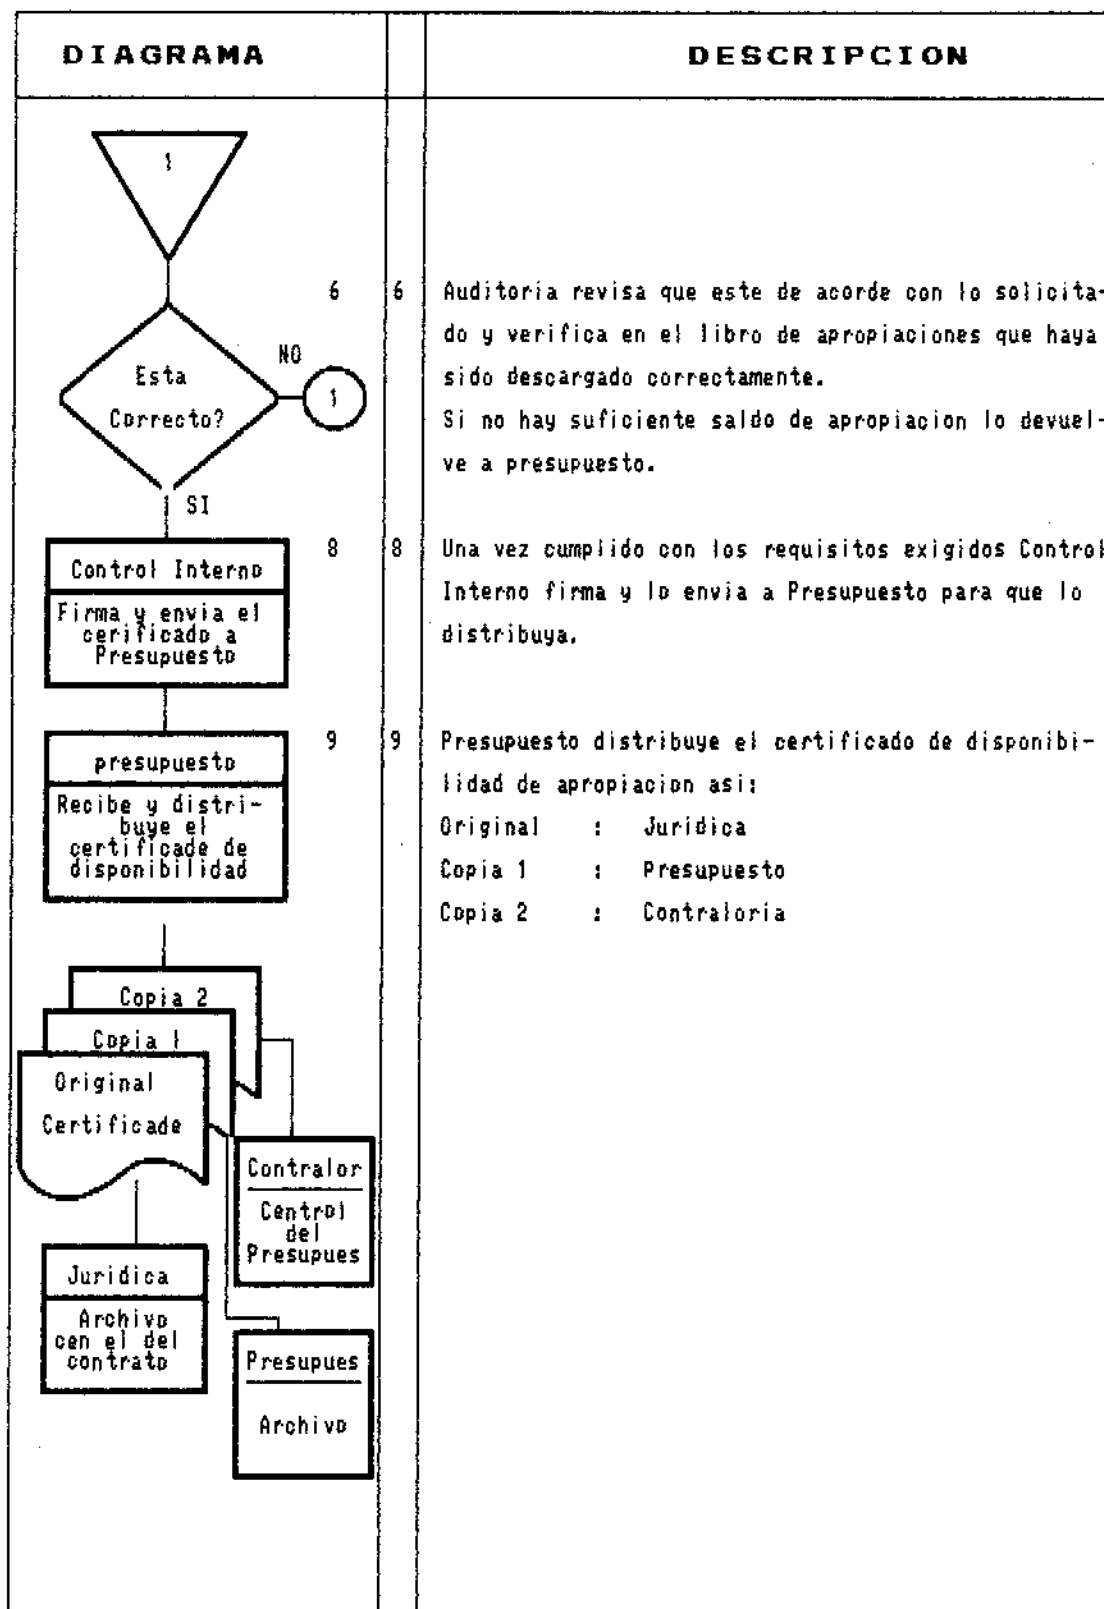 DIAGRAMA
DESCRIPCION
1
Esta
Correcto?
NO
1
SI
6
6
Auditoria revisa que este de acorde con lo solicita-
do y verifica en el libro de apropiaciones que haya
sido descargado correctamente.
Si no hay suficiente saldo de apropiacion lo devuel-
ve a presupuesto.
Control Interno
Firma y envia el
cerificado a
Presupuesto
8
8
Una vez cumplido con los requisitos exigidos Control
Interno firma y lo envia a Presupuesto para que lo
distribuya.
presupuesto
Recibe y distri-
buye el
certificade de
disponibilidad
9
9
Presupuesto distribuye el certificado de disponibi-
lidad de apropiacion asi:
Original : Juridica
Copia 1 : Presupuesto
Copia 2 : Contraloria
Copia 2
Copia 1
Original
Certificade
Contralor
Centrol
del
Presupues
Juridica
Archivo
cen el del
contrato
Presupues
Archivo